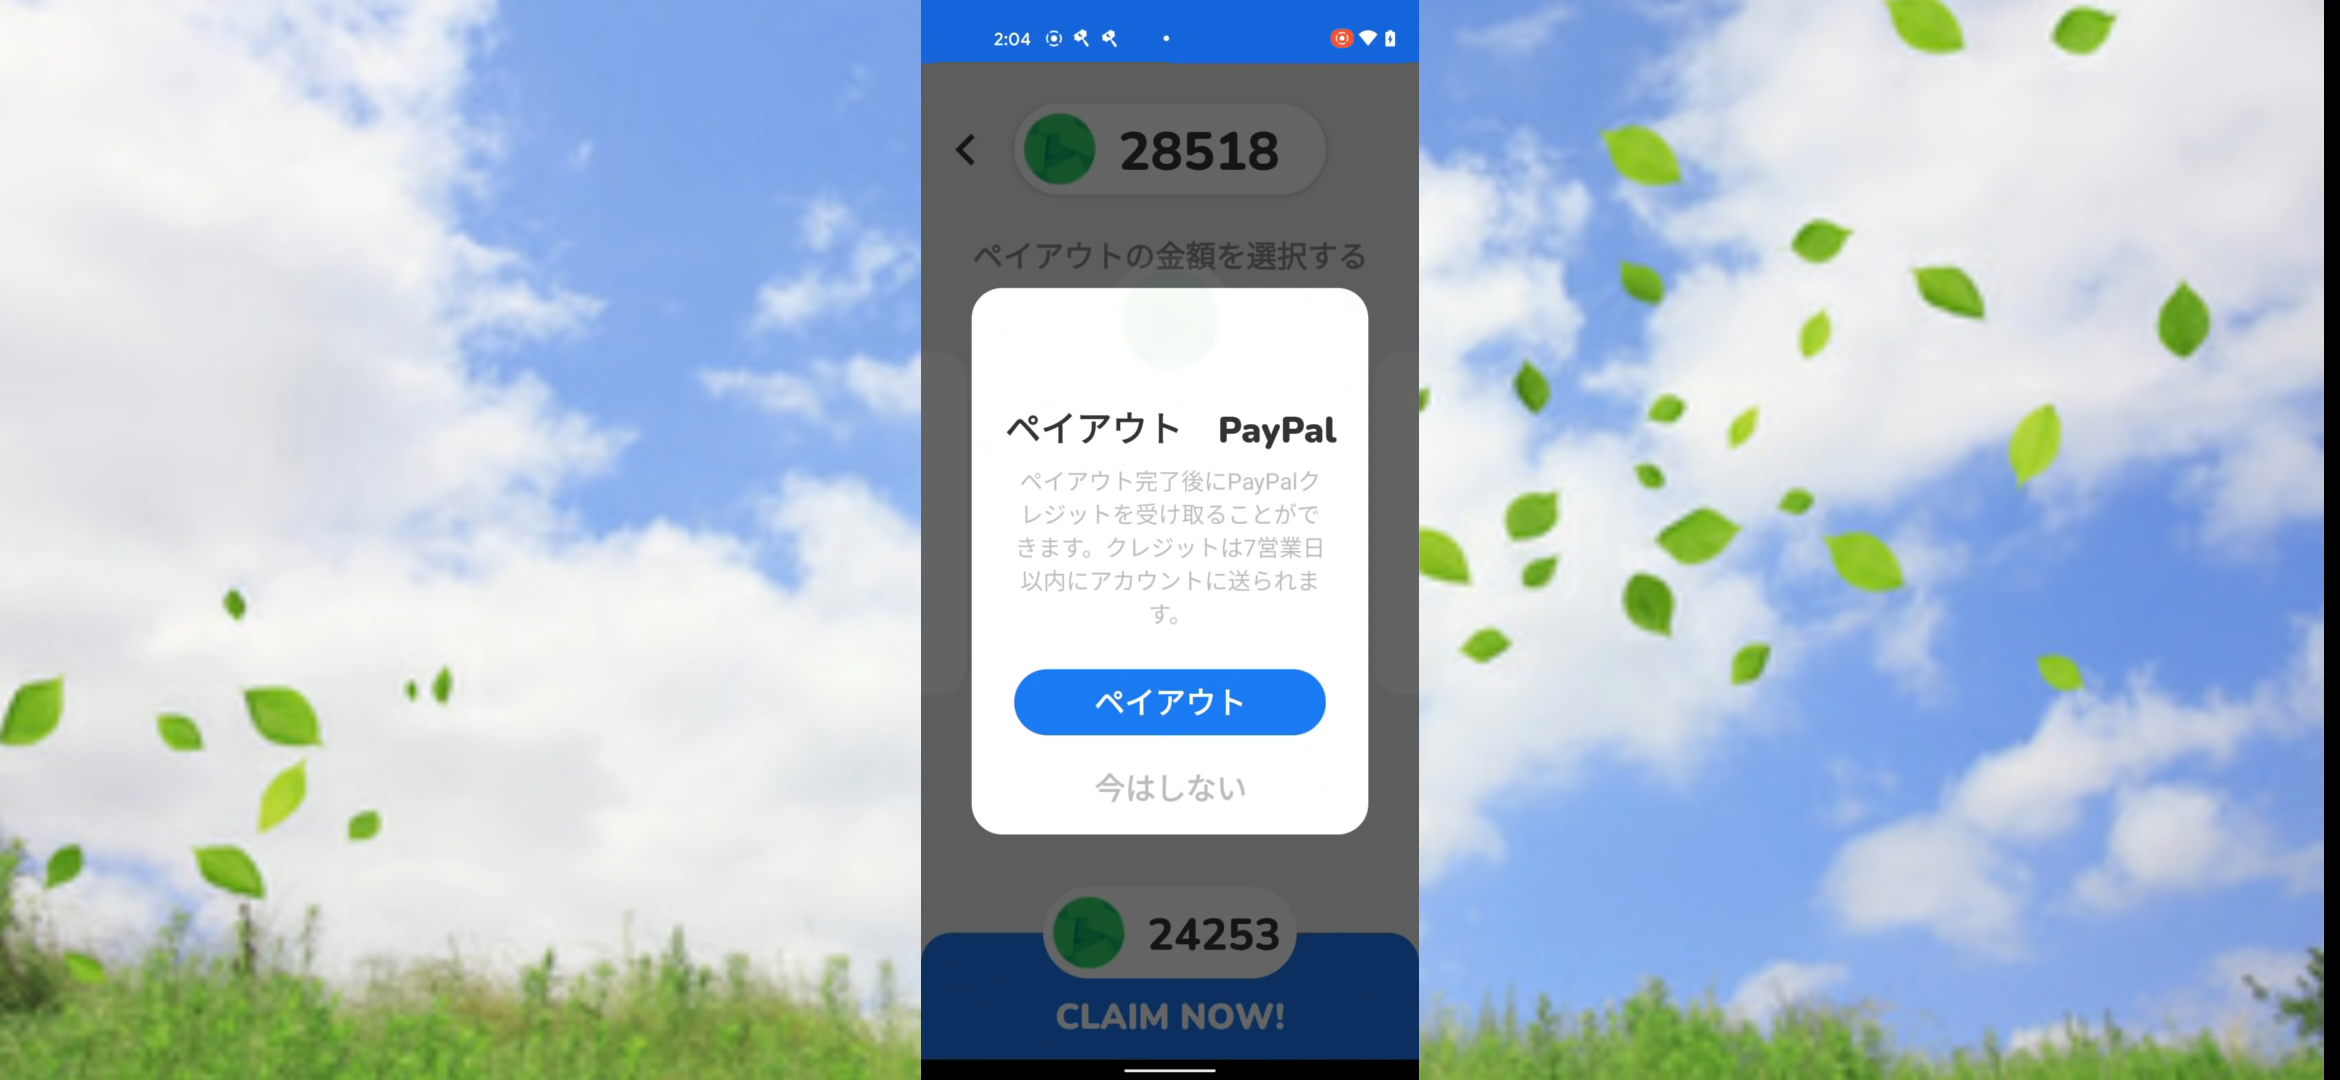 2:04
28518
ペイアウトの金額を選択する
ペイアウト PayPal
ペイアウト完了後にPayPalク
レジットを受け取ることがで
きます。クレジットは7営業日
以内にアカウントに送られま
す。
ペイアウト
今はしない
24253
CLAIM NOW!